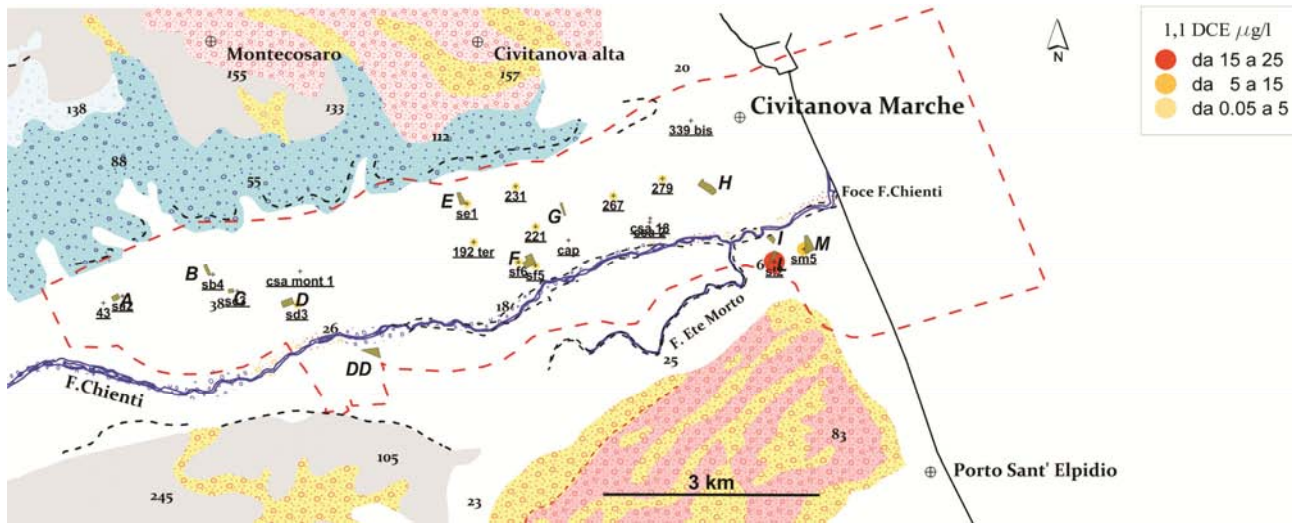 1,1 DCE µg/l
da 15 a 25
da 5 a 15
da 0.05 a 5
N
Montecosaro
Civitanova alta
155
157
20
138
133
112
Civitanova Marche
339 bis
88
55
279
H
E
231
267
Foce F.Chienti
se1
G
221
csa 18
192 ter
cap
F
I
M
sf6
sf5
6
L
sm5
B
sb4
csa mont 1
A
C
D
43
38
sd3
18
26
F. Ete Morto
25
DD
F.Chienti
83
105
3 km
Porto Sant' Elpidio
245
23